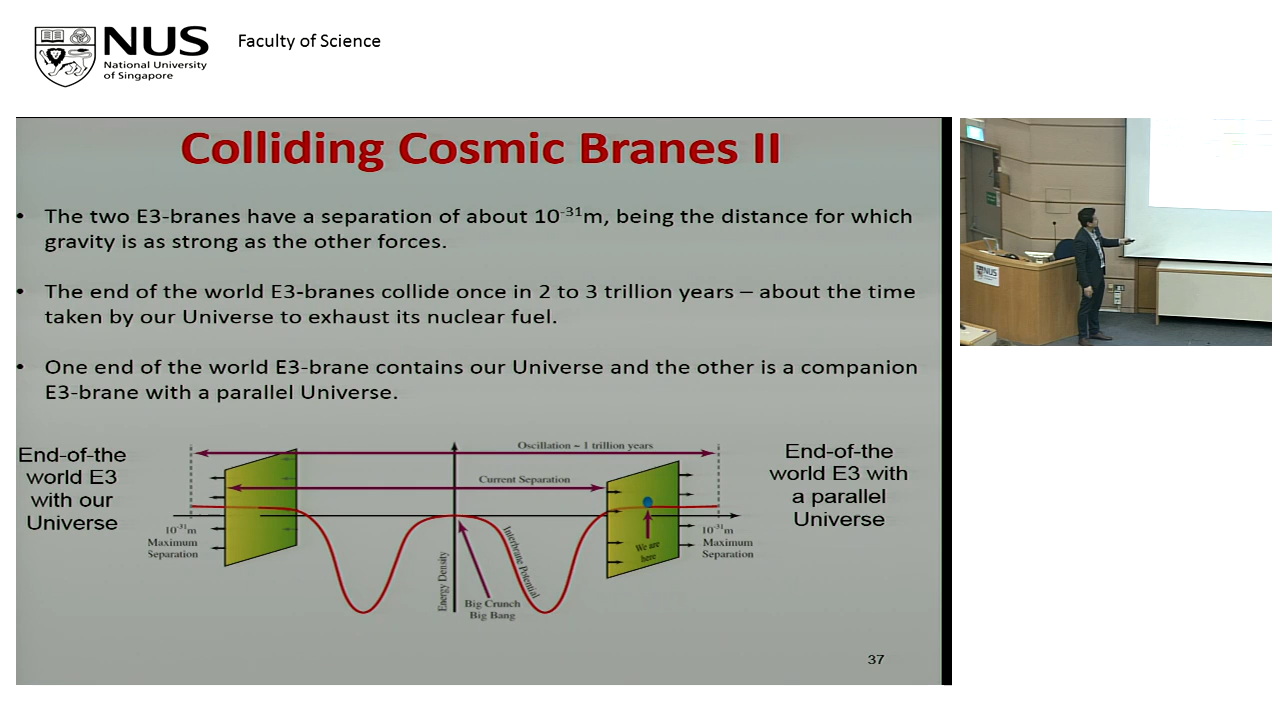 NUS
National University
of Singapore
Faculty of Science
Colliding Cosmic Branes II
• The two E3-branes have a separation of about 10⁻³¹m, being the distance for which
gravity is as strong as the other forces.
• The end of the world E3-branes collide once in 2 to 3 trillion years – about the time
taken by our Universe to exhaust its nuclear fuel.
• One end of the world E3-brane contains our Universe and the other is a companion
E3-brane with a parallel Universe.
End-of-the
world E3
with our
Universe
Oscillation ~ 1 trillion years
Current Separation
End-of-the
world E3 with
a parallel
Universe
10⁻³¹m
Maximum
Separation
Energy Density
Interbrane Potential
We are
here
10⁻³¹m
Maximum
Separation
Big Crunch
Big Bang
37
NUS